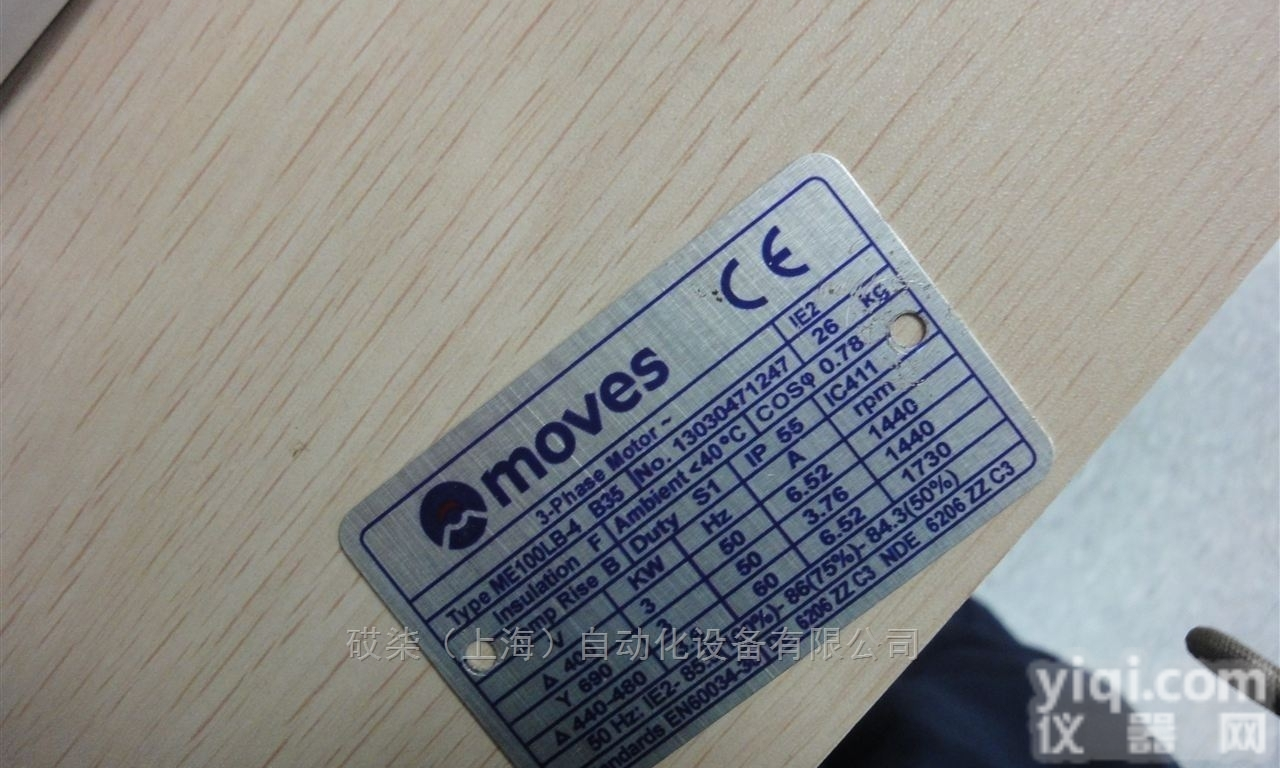 moves
CE
3-Phase Motor ~
IE2
Type ME100LB-4 B35 No. 13030471247 26 kg
Insulation F Ambient <40°C COSφ 0.78
Temp Rise B Duty S1 IP 55 IC411
V KW Hz A rpm
Δ 400 3 50 6.52 1440
Y 690 3 50 3.76 1440
Δ 440-480 60 6.52 1730
50 Hz: IE2- 86(75%)- 84.3(50%)
Standards EN60034- 6206 ZZ C3 NDE 6206 ZZ C3
砹柒（上海）自动化设备有限公司
yiqi.com
仪器网